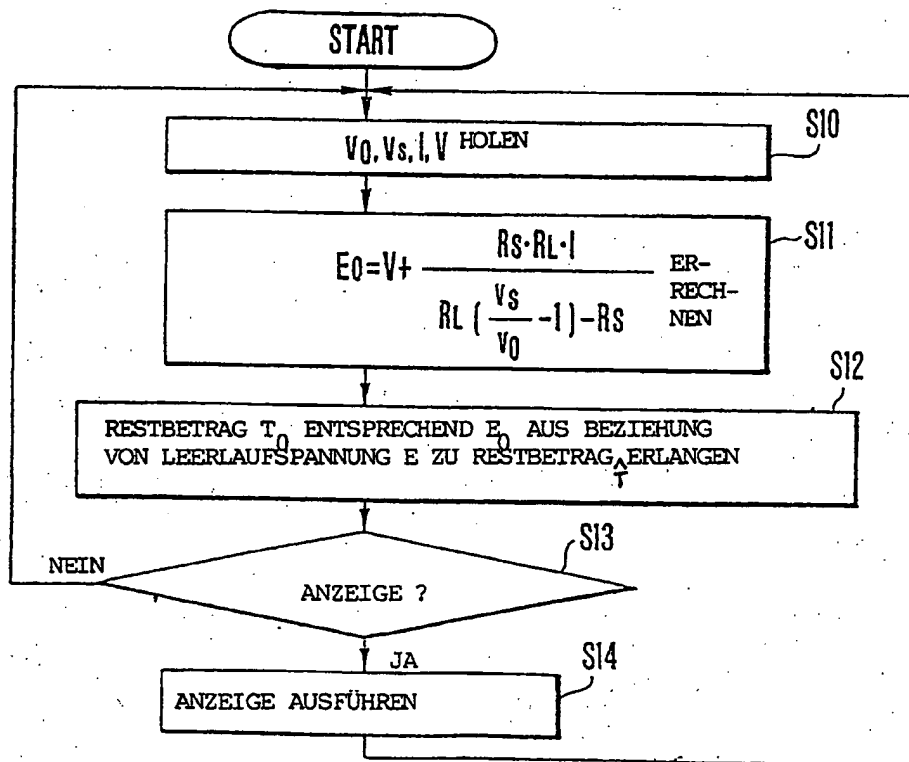 START
V0, Vs, I, V HOLEN
S10
E0=V+ Rs·RL·I / RL ( Vs/V0 -1)-Rs ER-
RECH-
NEN
S11
S12
RESTBETRAG T0 ENTSPRECHEND E0 AUS BEZIEHUNG
VON LEERLAUFSPANNUNG E ZU RESTBETRAG T ERLANGEN
S13
NEIN
ANZEIGE ?
JA
S14
ANZEIGE AUSFÜHREN